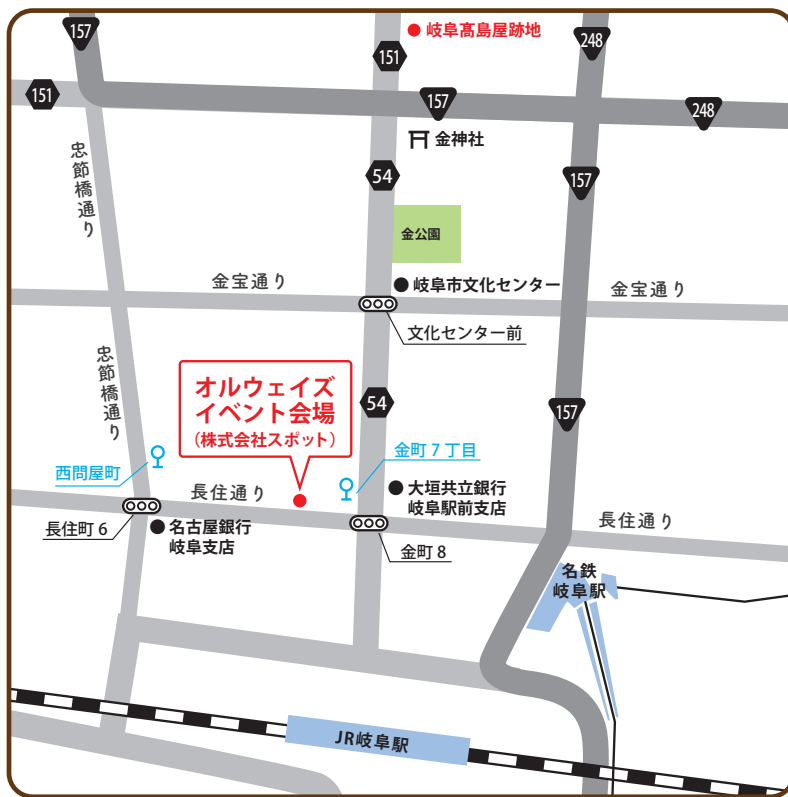 157
岐阜髙島屋跡地
248
151
151
157
248
金神社
忠節橋通り
54
157
金公園
金宝通り
岐阜市文化センター
金宝通り
文化センター前
忠節橋通り
オルウェイズ
イベント会場
(株式会社スポット)
54
157
西問屋町
金町7丁目
長住通り
大垣共立銀行
岐阜駅前支店
長住町6
名古屋銀行
岐阜支店
長住通り
金町8
名鉄
岐阜駅
JR岐阜駅